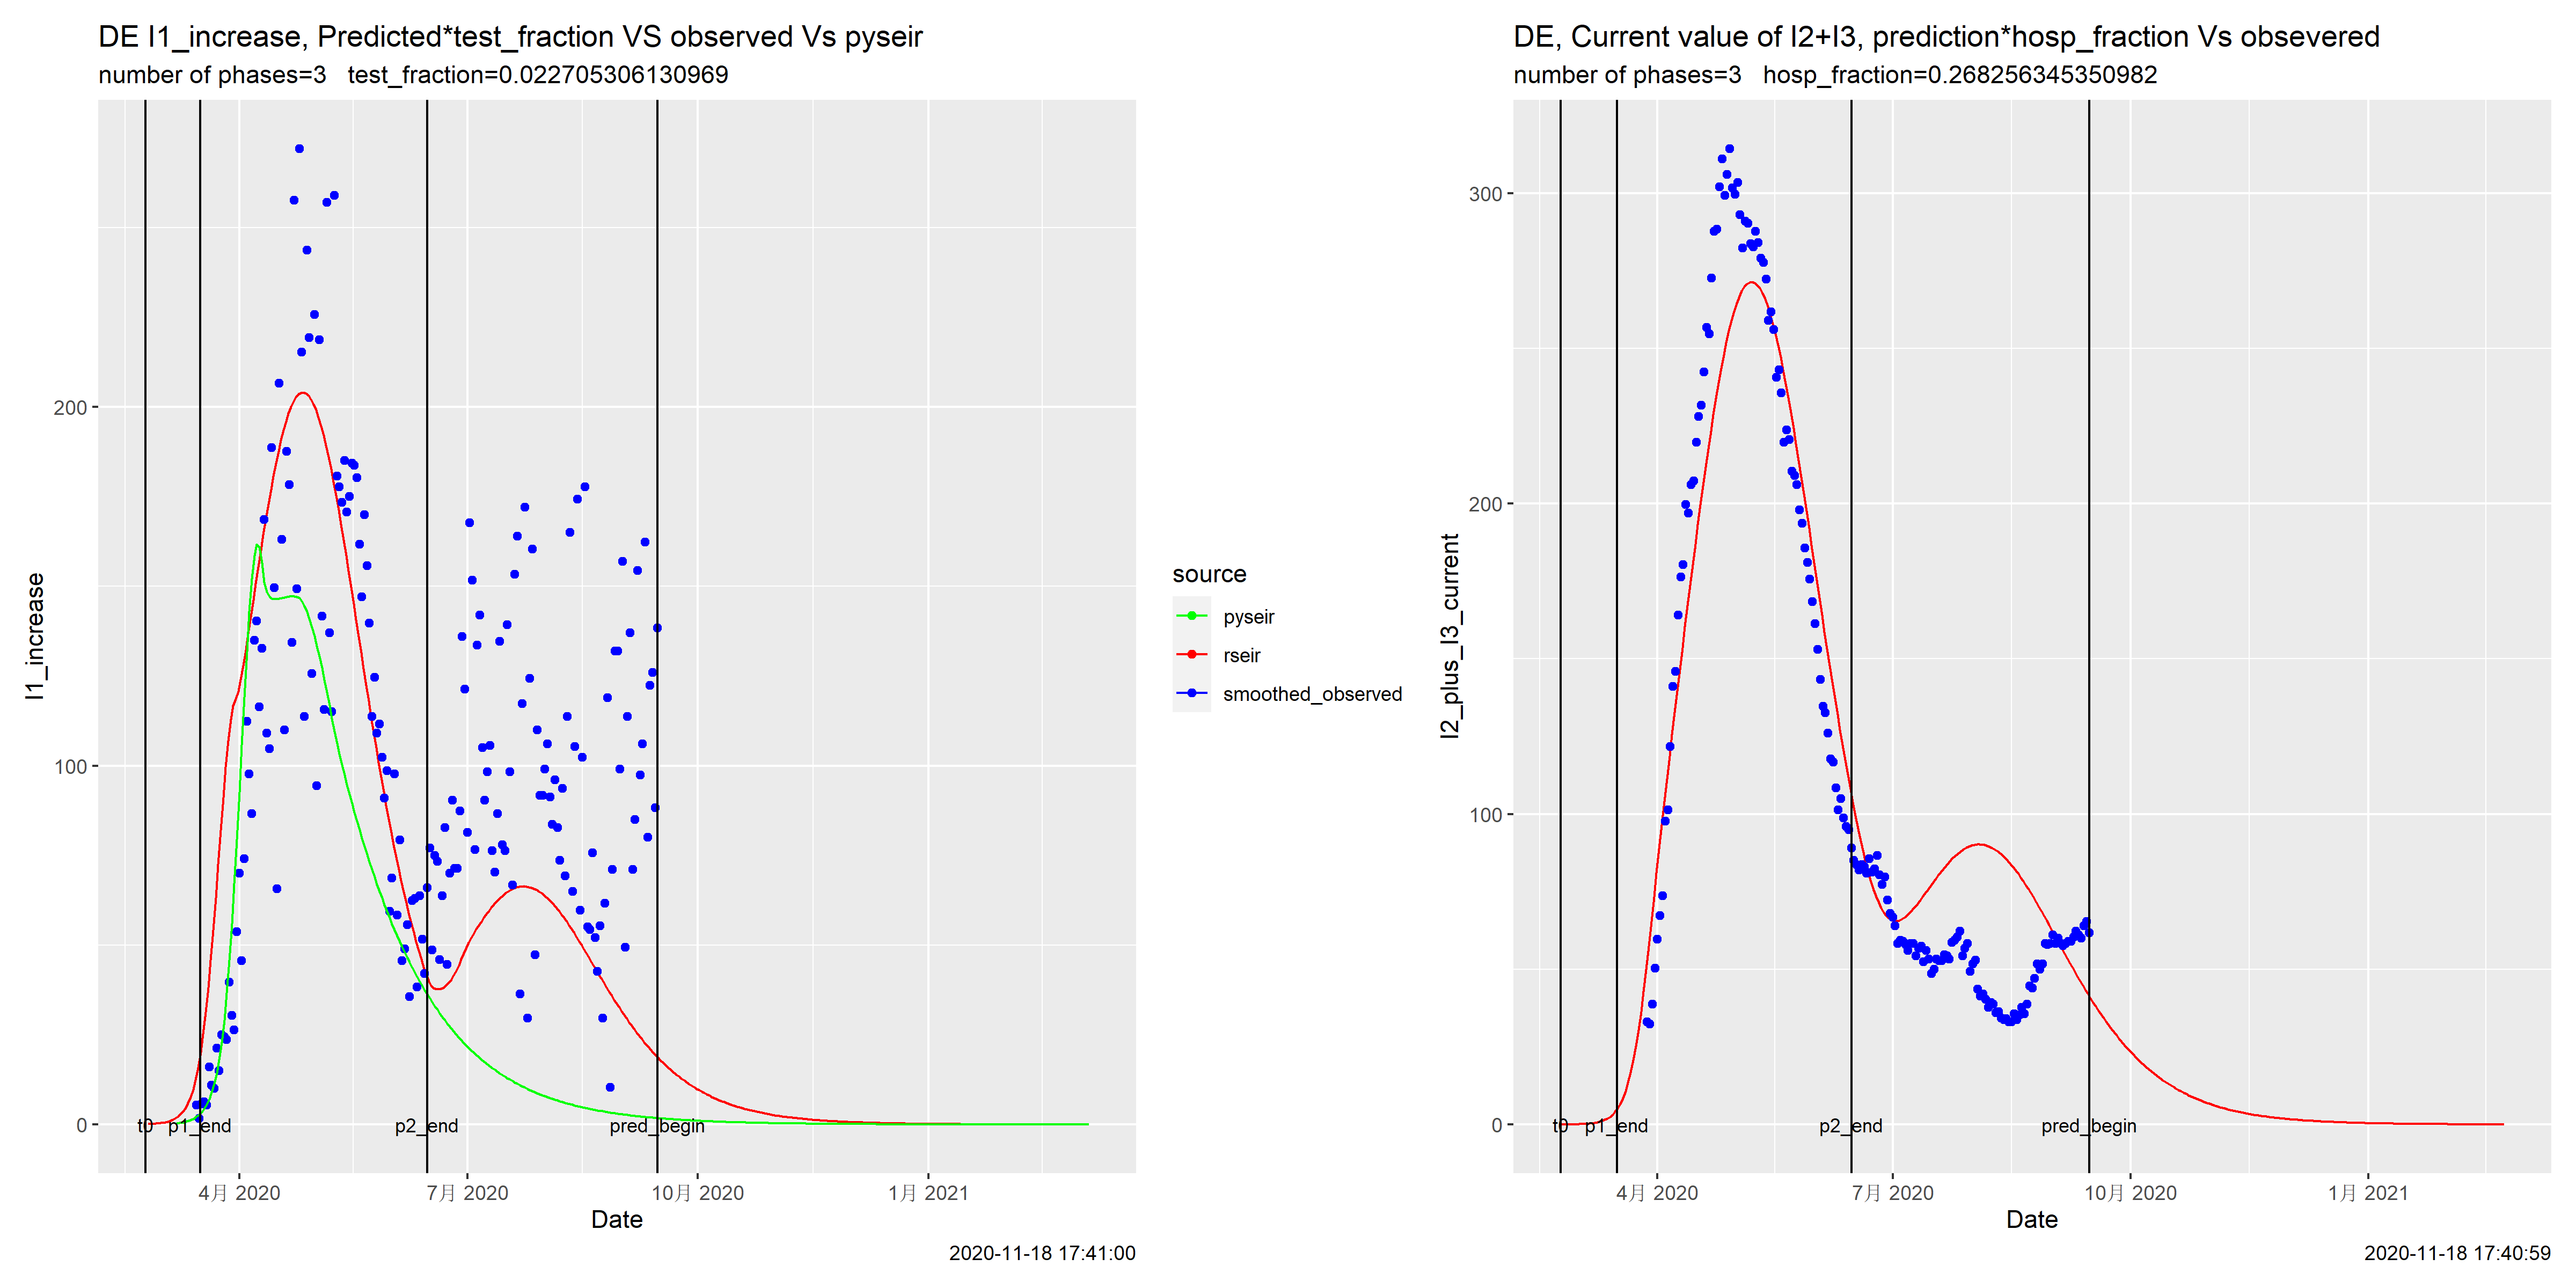 DE I1_increase, Predicted*test_fraction VS observed Vs pyseir
number of phases=3   test_fraction=0.022705306130969
I1_increase
200
100
0
t0
p1_end
p2_end
pred_begin
4月 2020
7月 2020
10月 2020
1月 2021
Date
2020-11-18 17:41:00
source
pyseir
rseir
smoothed_observed
DE, Current value of I2+I3, prediction*hosp_fraction Vs obsevered
number of phases=3   hosp_fraction=0.268256345350982
I2_plus_I3_current
300
200
100
0
t0
p1_end
p2_end
pred_begin
4月 2020
7月 2020
10月 2020
1月 2021
Date
2020-11-18 17:40:59